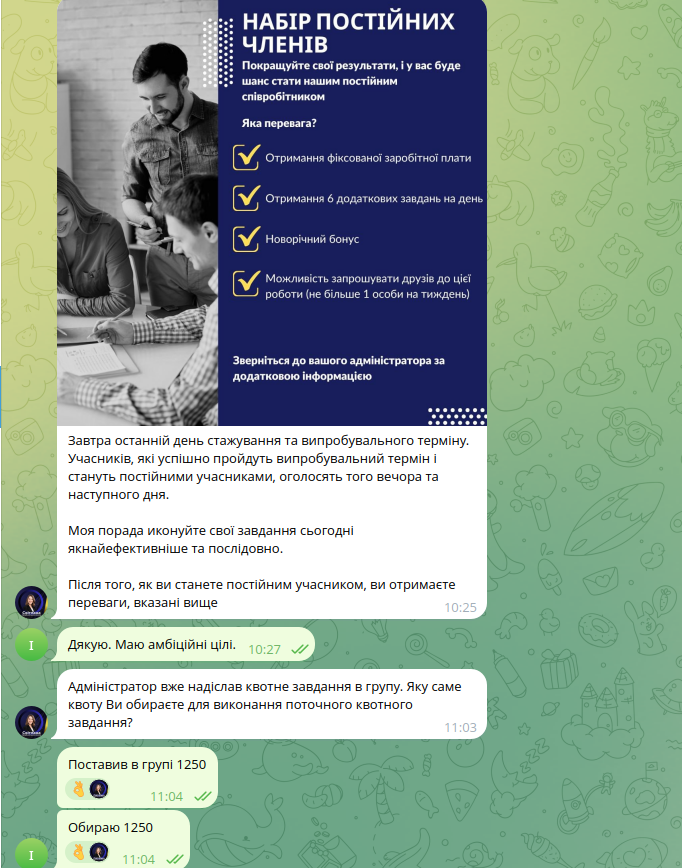 НАБІР ПОСТІЙНИХ
ЧЛЕНІВ
Покращуйте свої результати, і у вас буде
шанс стати нашим постійним
співробітником
Яка перевага?
Отримання фіксованої заробітної плати
Отримання 6 додаткових завдань на день
Новорічний бонус
Можливість запрошувати друзів до цієї
роботи (не більше 1 особи на тиждень)
Зверніться до вашого адміністратора за
додатковою інформацією
Завтра останній день стажування та випробувального терміну.
Учасників, які успішно пройдуть випробувальний термін і
стануть постійними учасниками, оголосять того вечора та
наступного дня.
Моя порада иконуйте свої завдання сьогодні
якнайефективніше та послідовно.
Після того, як ви станете постійним учасником, ви отримаєте
переваги, вказані вище
10:25
І
Дякую. Маю амбіційні цілі.
10:27
Адміністратор вже надіслав квотне завдання в групу. Яку саме
квоту Ви обираєте для виконання поточного квотного
завдання?
11:03
Поставив в групі 1250
11:04
Обираю 1250
І
11:04